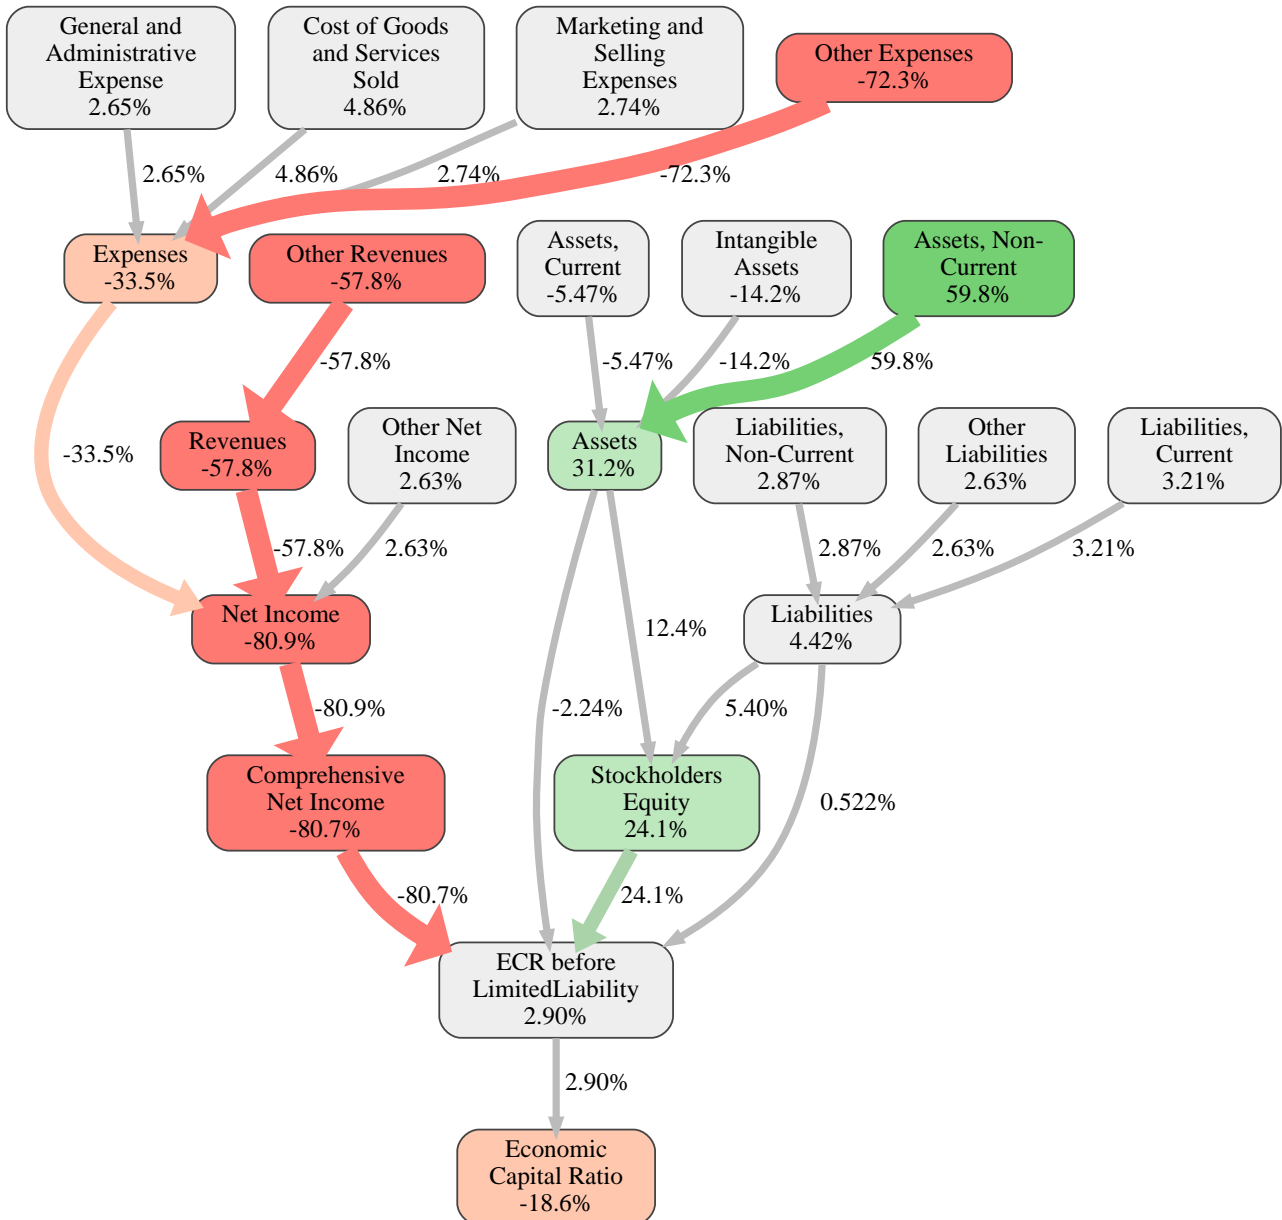 General and
Administrative
Expense
2.65%
Cost of Goods
and Services
Sold
4.86%
Marketing and
Selling
Expenses
2.74%
Other Expenses
-72.3%
2.65%
4.86%
2.74%
-72.3%
Expenses
-33.5%
Other Revenues
-57.8%
Assets,
Current
-5.47%
Intangible
Assets
-14.2%
Assets, Non-
Current
59.8%
-57.8%
-5.47%
-14.2%
59.8%
-33.5%
Revenues
-57.8%
Other Net
Income
2.63%
Assets
31.2%
Liabilities,
Non-Current
2.87%
Other
Liabilities
2.63%
Liabilities,
Current
3.21%
-57.8%
2.63%
2.87%
2.63%
3.21%
Net Income
-80.9%
12.4%
Liabilities
4.42%
-80.9%
-2.24%
5.40%
Comprehensive
Net Income
-80.7%
Stockholders
Equity
24.1%
0.522%
-80.7%
24.1%
ECR before
LimitedLiability
2.90%
2.90%
Economic
Capital Ratio
-18.6%